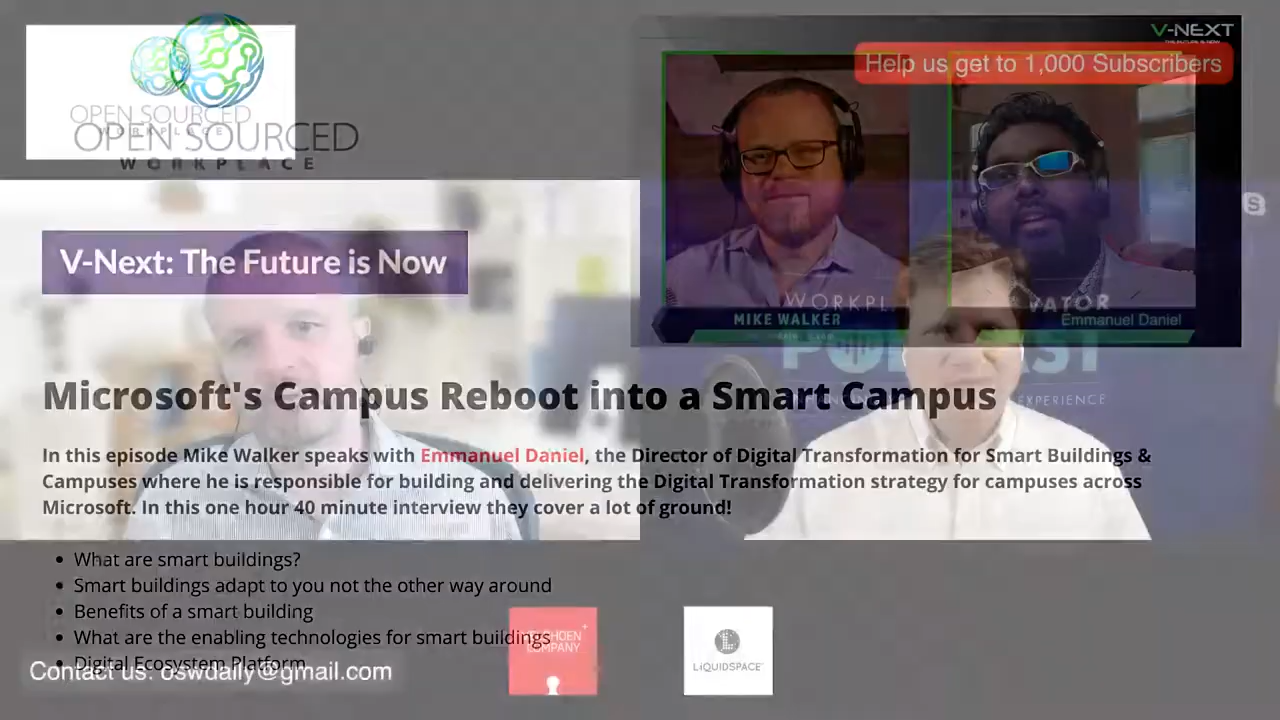 V-NEXT
Help us get to 1,000 Subscribers
OPEN SOURCED
WORKPLACE
OPEN SOURCED
WORKPLACE
V-Next: The Future is Now
MIKE WALKER
Emmanuel Daniel
Microsoft's Campus Reboot into a Smart Campus
EXPERIENCE
In this episode Mike Walker speaks with Emmanuel Daniel, the Director of Digital Transformation for Smart Buildings &
Campuses where he is responsible for building and delivering the Digital Transformation strategy for campuses across
Microsoft. In this one hour 40 minute interview they cover a lot of ground!
• What are smart buildings?
• Smart buildings adapt to you not the other way around
• Benefits of a smart building
• What are the enabling technologies for smart buildings
• Digital Ecosystem Platform
COMPANY
LIQUIDSPACE
Contact us: oswdaily@gmail.com